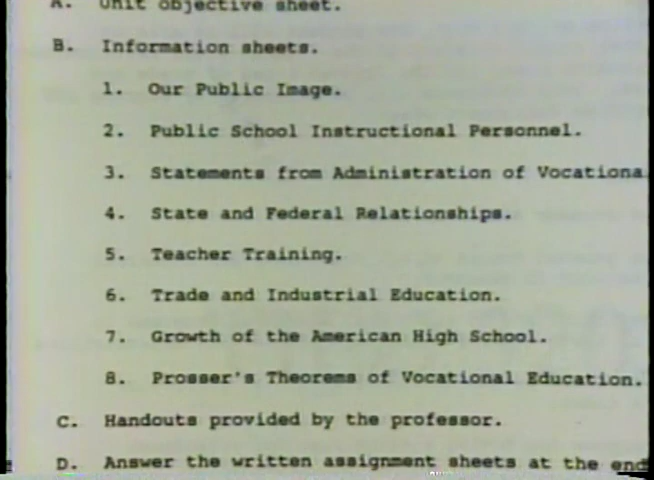 A. Unit objective sheet.
B. Information sheets.
1. Our Public Image.
2. Public School Instructional Personnel.
3. Statements from Administration of Vocationa
4. State and Federal Relationships.
5. Teacher Training.
6. Trade and Industrial Education.
7. Growth of the American High School.
8. Prosser's Theorems of Vocational Education.
C. Handouts provided by the professor.
D. Answer the written assignment sheets at the end